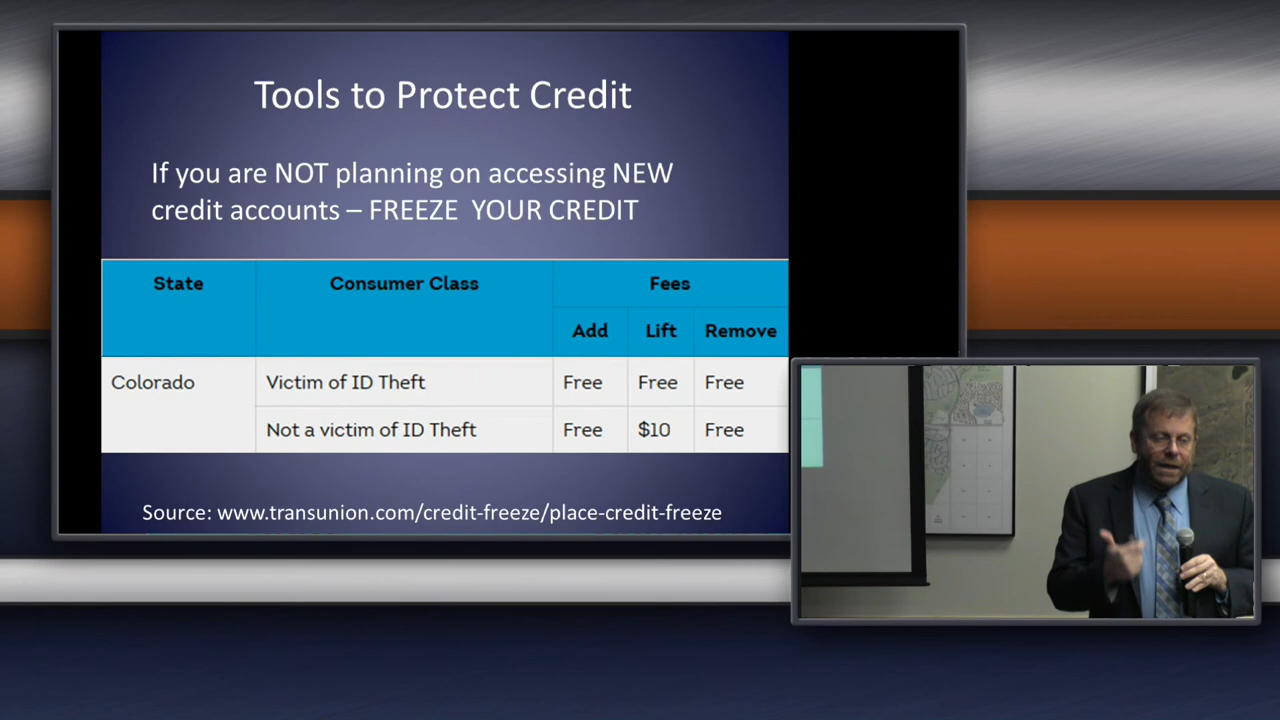 Tools to Protect Credit
If you are NOT planning on accessing NEW
credit accounts – FREEZE  YOUR CREDIT
State Consumer Class Fees
Add Lift Remove
Colorado Victim of ID Theft Free Free Free
Not a victim of ID Theft Free $10 Free
Source: www.transunion.com/credit-freeze/place-credit-freeze